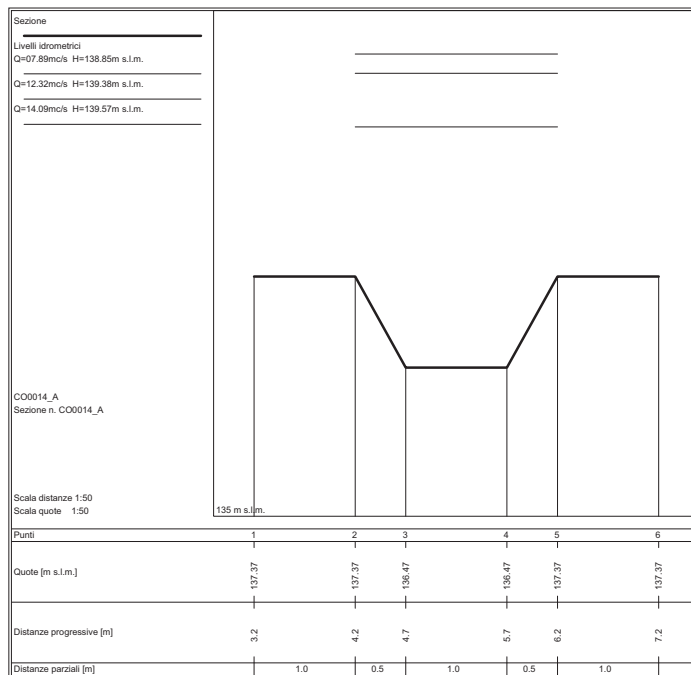 Sezione
Livelli idrometrici
Q=07.89mc/s H=138.85m s.l.m.
Q=12.32mc/s H=139.38m s.l.m.
Q=14.09mc/s H=139.57m s.l.m.
CO0014_A
Sezione n. CO0014_A
Scala distanze 1:50
Scala quote 1:50
135 m s.l.m.
Punti 1 2 3 4 5 6
Quote [m s.l.m.] 137.37 137.37 136.47 136.47 137.37 137.37
Distanze progressive [m] 3.2 4.2 4.7 5.7 6.2 7.2
Distanze parziali [m] 1.0 0.5 1.0 0.5 1.0